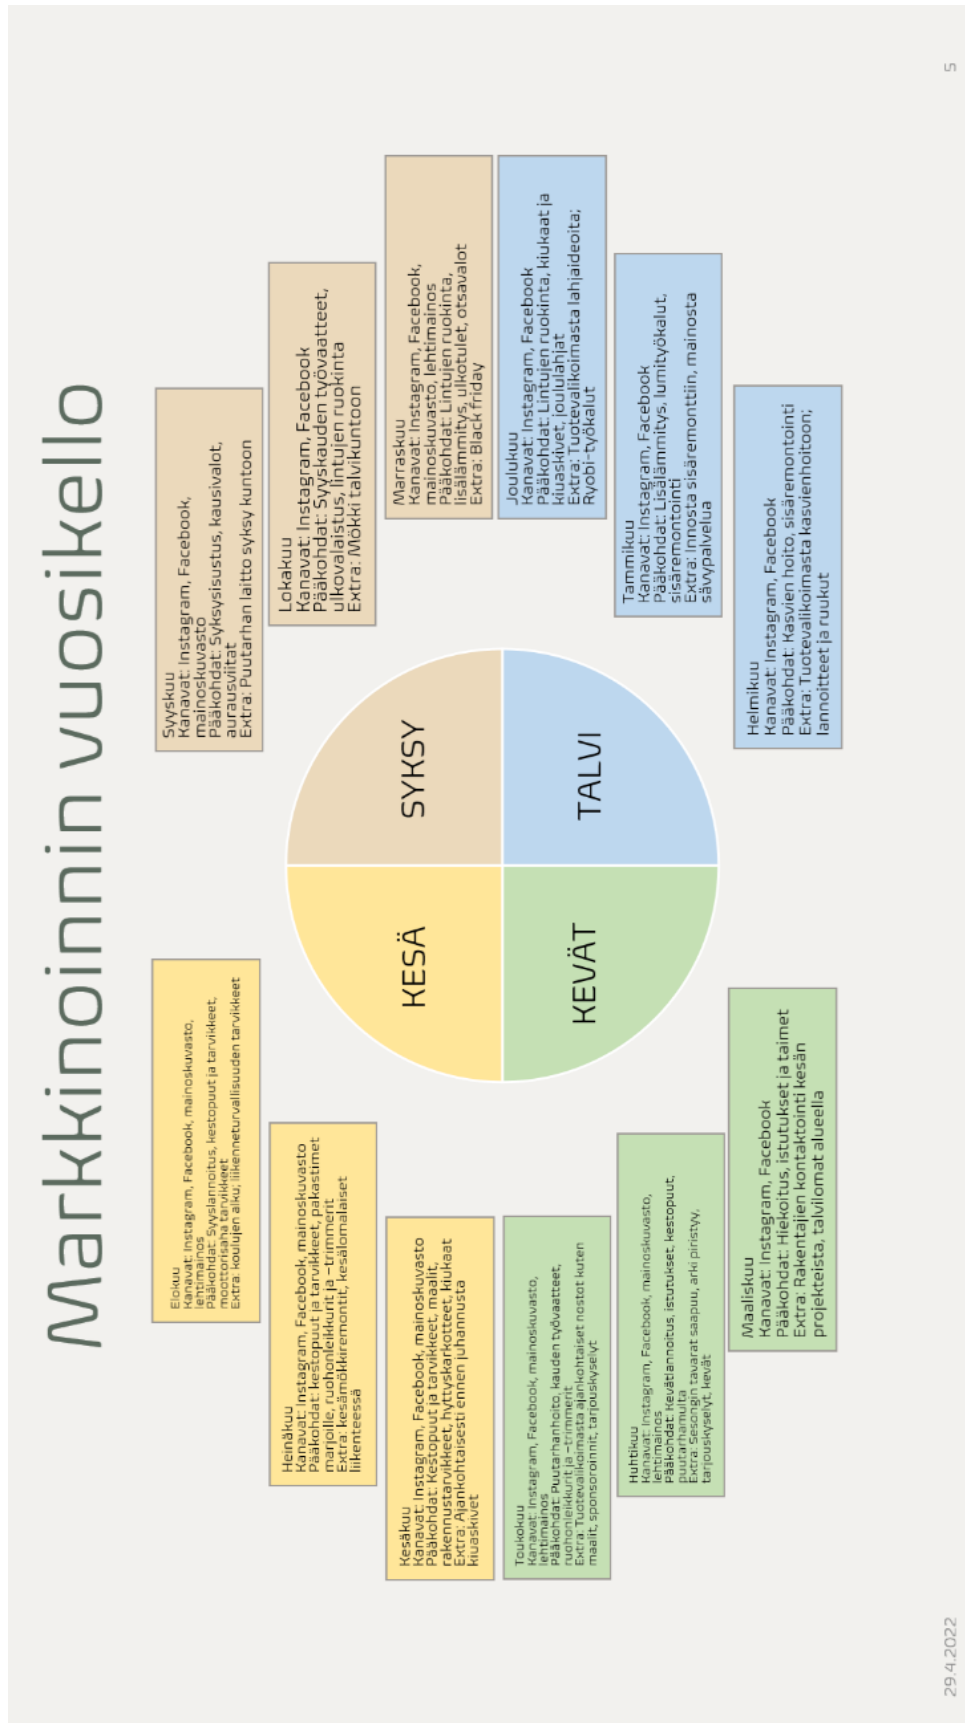 Markkinoinnin vuosikello
Elokuu
Kanavat: Instagram, Facebook, mainoskuvasto,
lehtimainos
Pääkohdat: Syyslannoitus, kestopuut ja tarvikkeet,
moottorisaha tarvikkeet
Extra: koulujen alku; liikenneturvallisuuden tarvikkeet
Syyskuu
Kanavat: Instagram, Facebook,
mainoskuvasto
Pääkohdat: Syksysisustus, kausivalot,
aurausviitat
Extra: Puutarhan laitto syksy kuntoon
Heinäkuu
Kanavat: Instagram, Facebook, mainoskuvasto
Pääkohdat: kestopuut ja tarvikkeet, pakastimet
marjoille, ruohonleikkurit ja -trimmerit
Extra: kesämökkiremontit, kesälomalaiset
liikenteessä
Lokakuu
Kanavat: Instagram, Facebook
Pääkohdat: Syyskauden työvaatteet,
ulkovalaistus, lintujen ruokinta
Extra: Mökki talvikuntoon
Kesäkuu
Kanavat: Instagram, Facebook, mainoskuvasto
Pääkohdat: Kestopuut ja tarvikkeet, maalit,
rakennustarvikkeet, hyttyskarkotteet, kiukaat
Extra: Ajankohtaisesti ennen juhannusta
kiuaskivet
KESÄ
SYKSY
Marraskuu
Kanavat: Instagram, Facebook,
mainoskuvasto, lehtimainos
Pääkohdat: Lintujen ruokinta,
lisälämmitys, ulkotulet, otsavalot
Extra: Black friday
Toukokuu
Kanavat: Instagram, Facebook, mainoskuvasto,
lehtimainos
Pääkohdat: Puutarhanhoito, kauden työvaatteet,
ruohonleikkurit ja -trimmerit
Extra: Tuotevalikoimasta ajankohtaiset nostot kuten
maalit, sponsoroinnit, tarjouskyselyt
KEVÄT
TALVI
Joulukuu
Kanavat: Instagram, Facebook
Pääkohdat: Lintujen ruokinta, kiukaat ja
kiuaskivet, joululahjat
Extra: Tuotevalikoimasta lahjaideoita;
Ryobi-työkalut
Huhtikuu
Kanavat: Instagram, Facebook, mainoskuvasto,
lehtimainos
Pääkohdat: Kevätlannoitus, istutukset, kestopuut,
puutarhamulta
Extra: Sesongin tavarat saapuu, arki piristyy,
tarjouskyselyt, kevät
Tammikuu
Kanavat: Instagram, Facebook
Pääkohdat: Lisälämmitys, lumityökalut,
sisäremontointi
Extra: Innosta sisäremonttiin, mainosta
sävypalvelua
Maaliskuu
Kanavat: Instagram, Facebook
Pääkohdat: Hiekoitus, istutukset ja taimet
Extra: Rakentajien kontaktointi kesän
projekteista, talvilomat alueella
Helmikuu
Kanavat: Instagram, Facebook
Pääkohdat: Kasvien hoito, sisäremontointi
Extra: Tuotevalikoimasta kasvienhoitoon;
lannoitteet ja ruukut
29.4.2022
5